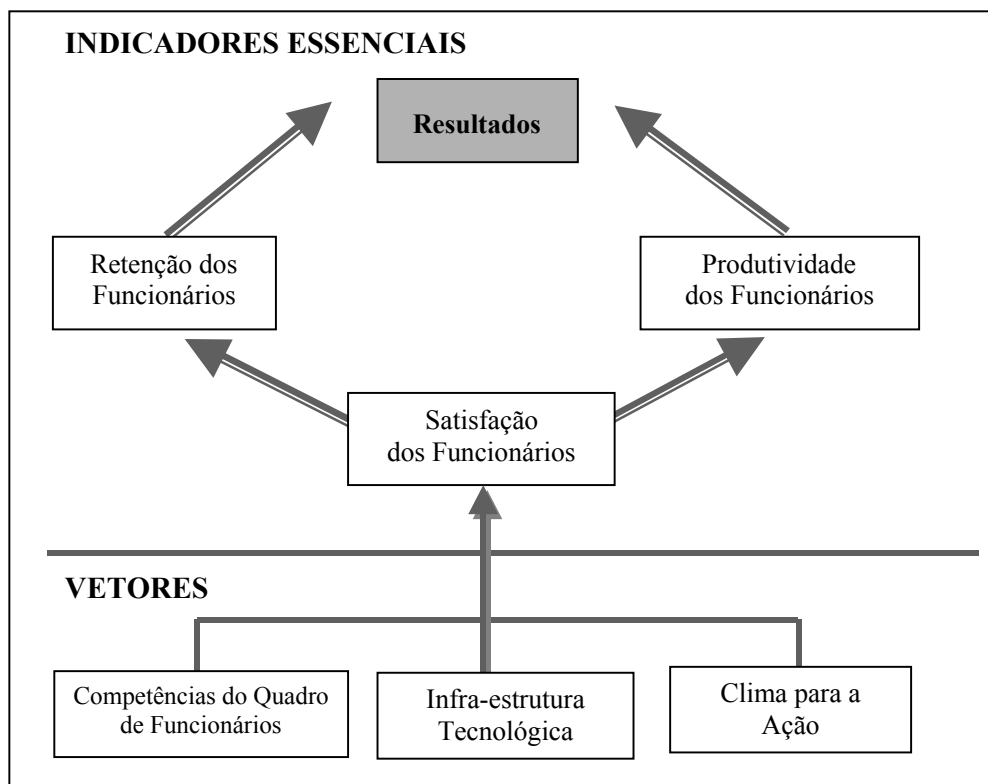 INDICADORES ESSENCIAIS
Resultados
Retenção dos
Funcionários
Produtividade
dos Funcionários
Satisfação
dos Funcionários
VETORES
Competências do Quadro
de Funcionários
Infra-estrutura
Tecnológica
Clima para a
Ação